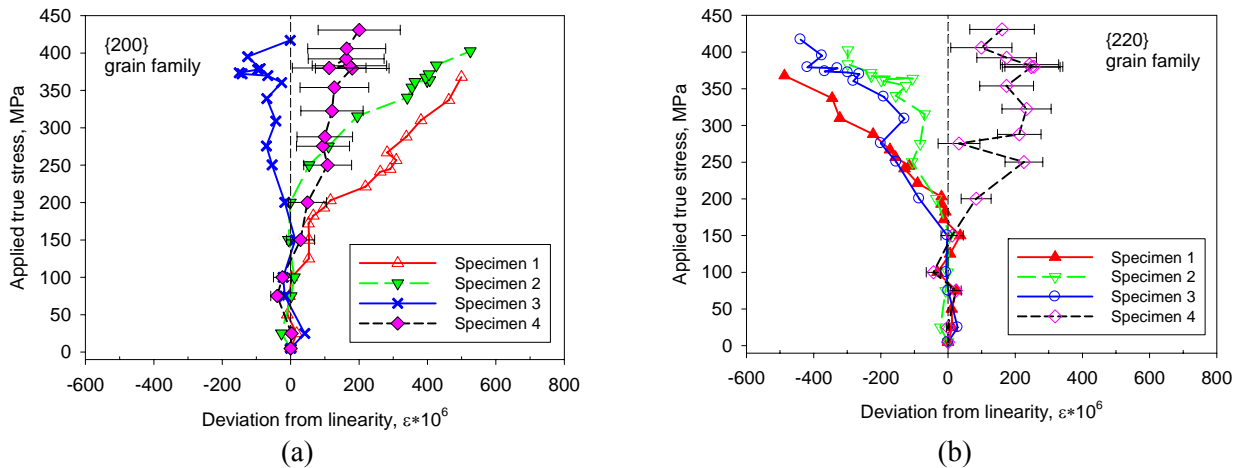 450
400
350
300
250
200
150
100
50
0
Applied true stress, MPa
{200}
grain family
Specimen 1
Specimen 2
Specimen 3
Specimen 4
-600 -400 -200 0 200 400 600 800
Deviation from linearity, ε*10⁶
(a)
450
400
350
300
250
200
150
100
50
0
Applied true stress, MPa
{220}
grain family
Specimen 1
Specimen 2
Specimen 3
Specimen 4
-600 -400 -200 0 200 400 600 800
Deviation from linearity, ε*10⁶
(b)